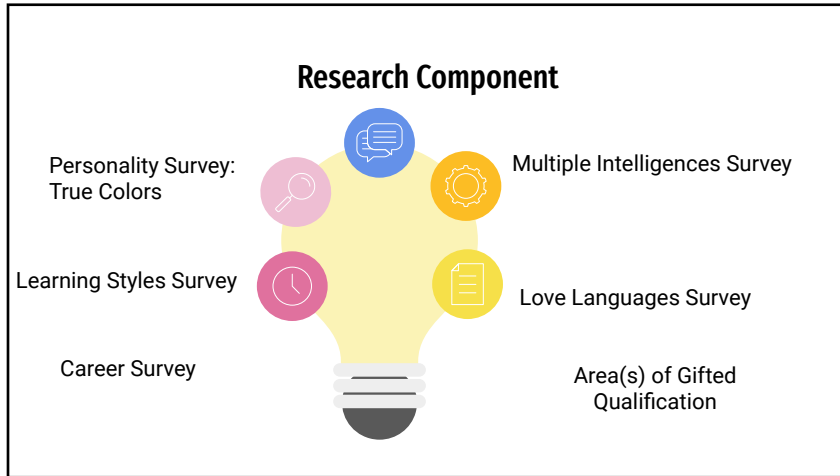 Research Component
Personality Survey:
True Colors
Multiple Intelligences Survey
Learning Styles Survey
Love Languages Survey
Career Survey
Area(s) of Gifted
Qualification